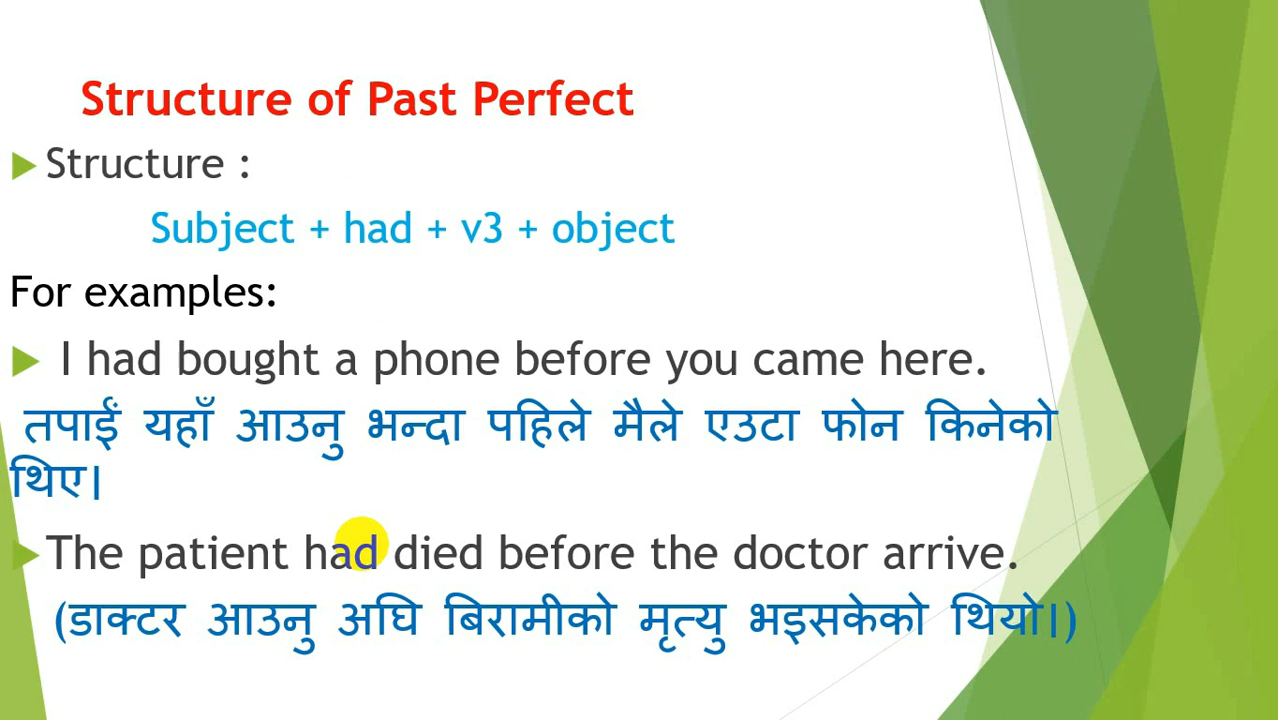 Structure of Past Perfect
Structure :
Subject + had + v3 + object
For examples:
I had bought a phone before you came here.
तपाईं यहाँ आउनु भन्दा पहिले मैले एउटा फोन किनेको
थिए।
The patient had died before the doctor arrive.
(डाक्टर आउनु अघि बिरामीको मृत्यु भइसकेको थियो।)